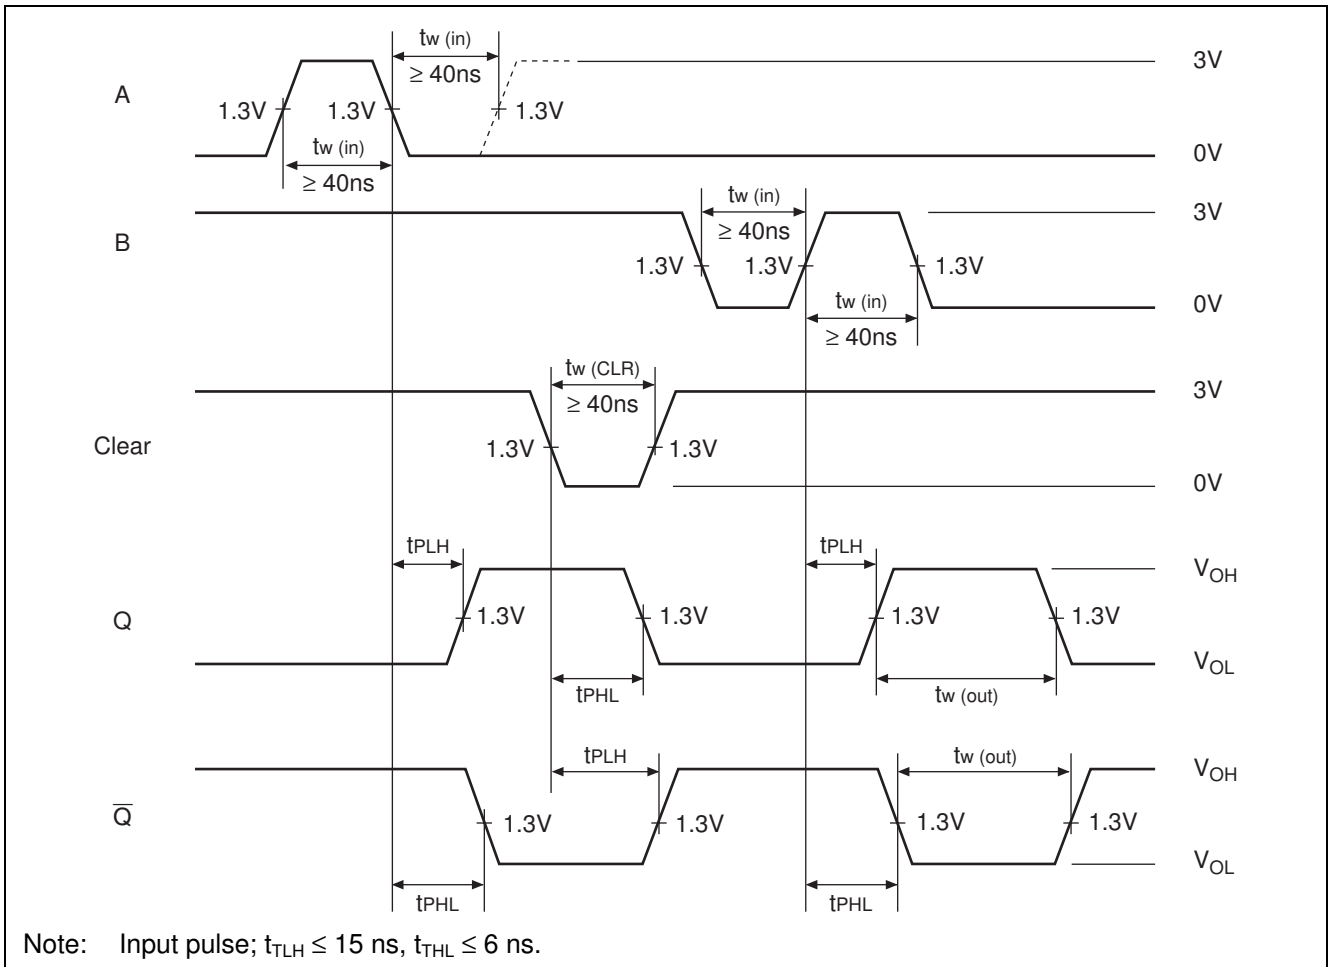 tw (in)
≥ 40ns
3V
A
1.3V
1.3V
1.3V
tw (in)
≥ 40ns
0V
tw (in)
≥ 40ns
3V
B
1.3V
1.3V
1.3V
tw (in)
≥ 40ns
0V
tw (CLR)
≥ 40ns
3V
Clear
1.3V
1.3V
0V
tPLH
tPLH
VOH
Q
1.3V
1.3V
1.3V
1.3V
VOL
tPHL
tw (out)
tPLH
tw (out)
VOH
Q̅
1.3V
1.3V
1.3V
1.3V
VOL
tPHL
tPHL
Note: Input pulse; tTLH ≤ 15 ns, tTHL ≤ 6 ns.